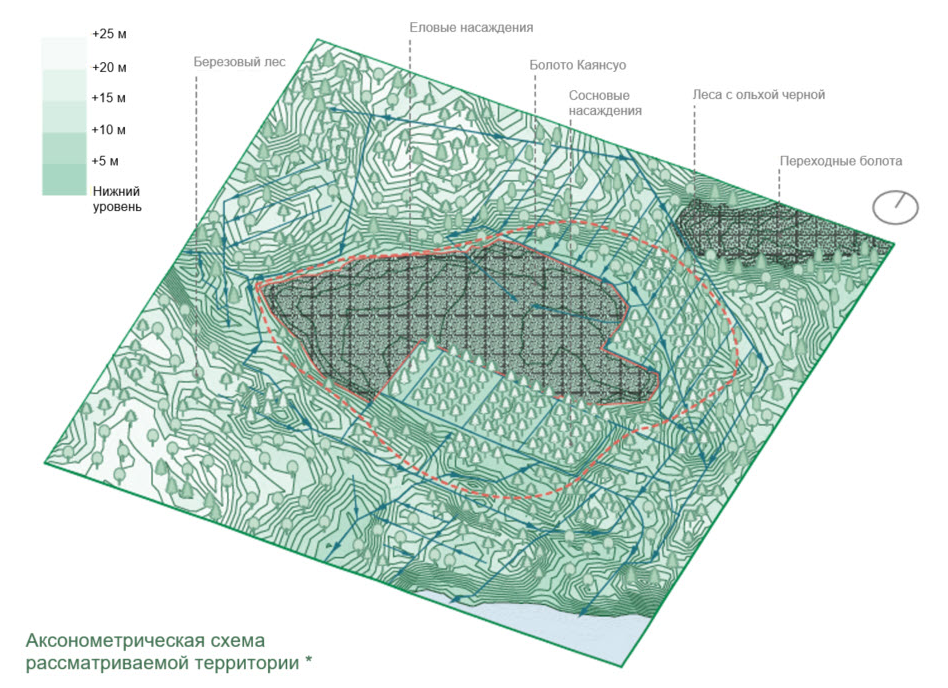 +25 м
+20 м
+15 м
+10 м
+5 м
Нижний
уровень
Березовый лес
Еловые насаждения
Болото Каянсуо
Сосновые
насаждения
Леса с ольхой черной
Переходные болота
Аксонометрическая схема
рассматриваемой территории *